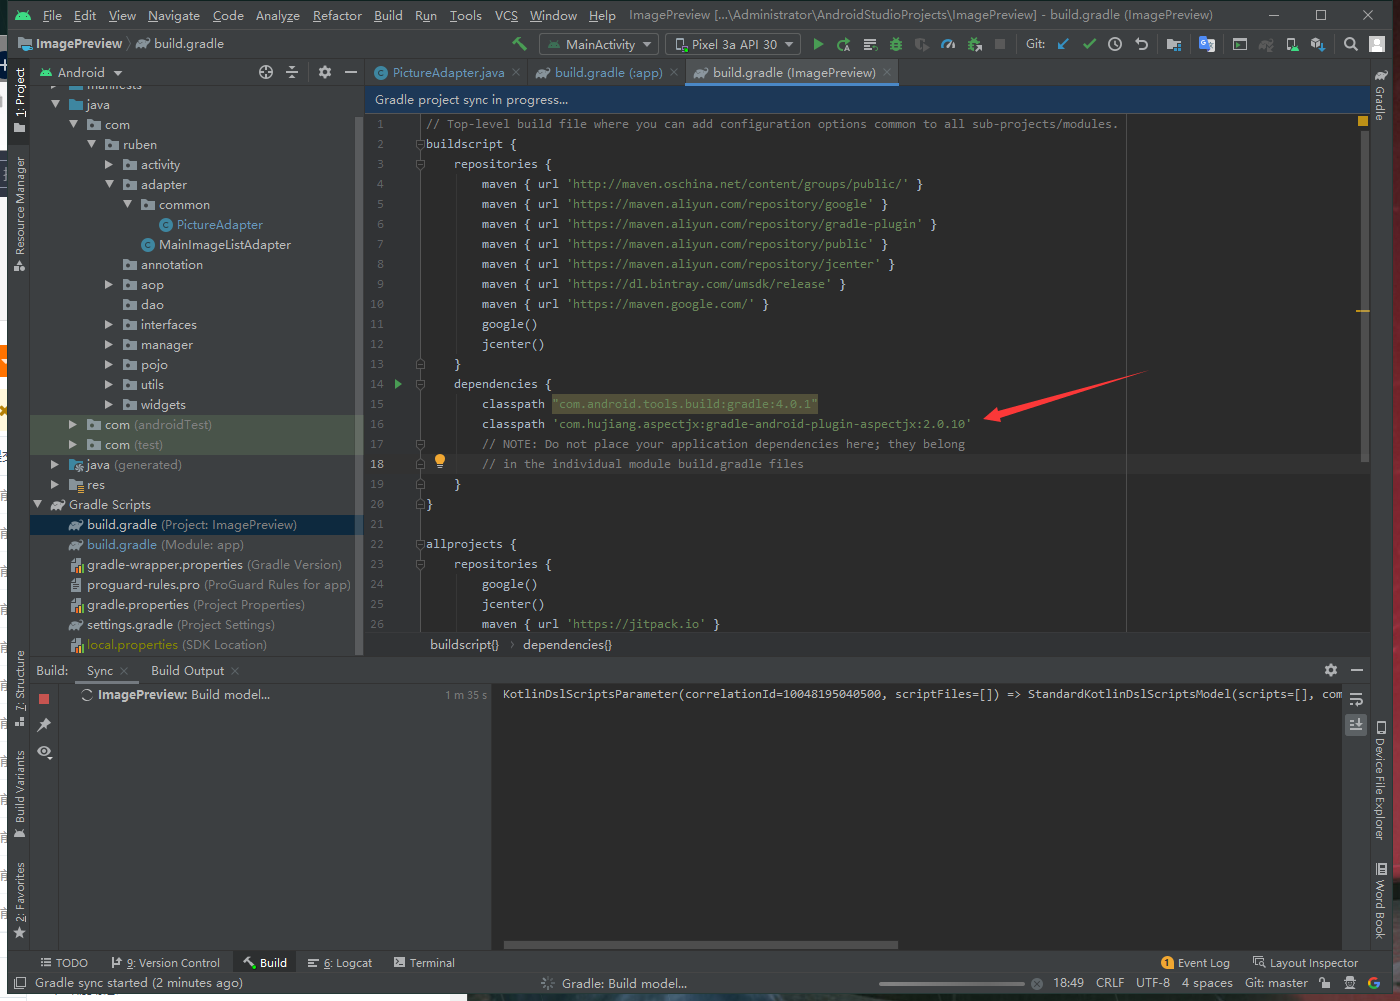 File Edit View Navigate Code Analyze Refactor Build Run Tools VCS Window Help ImagePreview [...\Administrator\AndroidStudioProjects\ImagePreview] - build.gradle (ImagePreview)
ImagePreview build.gradle MainActivity Pixel 3a API 30 Git:
Android
PictureAdapter.java build.gradle (:app) build.gradle (ImagePreview)
Gradle project sync in progress...
1: Project
Resource Manager
7: Structure
Build Variants
2: Favorites
manifests
java
com
ruben
activity
adapter
common
PictureAdapter
MainImageListAdapter
annotation
aop
dao
interfaces
manager
pojo
utils
widgets
com (androidTest)
com (test)
java (generated)
res
Gradle Scripts
build.gradle (Project: ImagePreview)
build.gradle (Module: app)
gradle-wrapper.properties (Gradle Version)
proguard-rules.pro (ProGuard Rules for app)
gradle.properties (Project Properties)
settings.gradle (Project Settings)
local.properties (SDK Location)
1 // Top-level build file where you can add configuration options common to all sub-projects/modules.
2 buildscript {
3 repositories {
4 maven { url 'http://maven.oschina.net/content/groups/public/' }
5 maven { url 'https://maven.aliyun.com/repository/google' }
6 maven { url 'https://maven.aliyun.com/repository/gradle-plugin' }
7 maven { url 'https://maven.aliyun.com/repository/public' }
8 maven { url 'https://maven.aliyun.com/repository/jcenter' }
9 maven { url 'https://dl.bintray.com/umsdk/release' }
10 maven { url 'https://maven.google.com/' }
11 google()
12 jcenter()
13 }
14 dependencies {
15 classpath "com.android.tools.build:gradle:4.0.1"
16 classpath 'com.hujiang.aspectjx:gradle-android-plugin-aspectjx:2.0.10'
17 // NOTE: Do not place your application dependencies here; they belong
18 // in the individual module build.gradle files
19 }
20 }
21
22 allprojects {
23 repositories {
24 google()
25 jcenter()
26 maven { url 'https://jitpack.io' }
buildscript{} › dependencies{}
Gradle
Device File Explorer
Word Book
Build: Sync Build Output
ImagePreview: Build model... 1 m 35 s
KotlinDslScriptsParameter(correlationId=10048195040500, scriptFiles=[]) => StandardKotlinDslScriptsModel(scripts=[], com
TODO 9: Version Control Build 6: Logcat Terminal 1 Event Log Layout Inspector
Gradle sync started (2 minutes ago) Gradle: Build model... 18:49 CRLF UTF-8 4 spaces Git: master